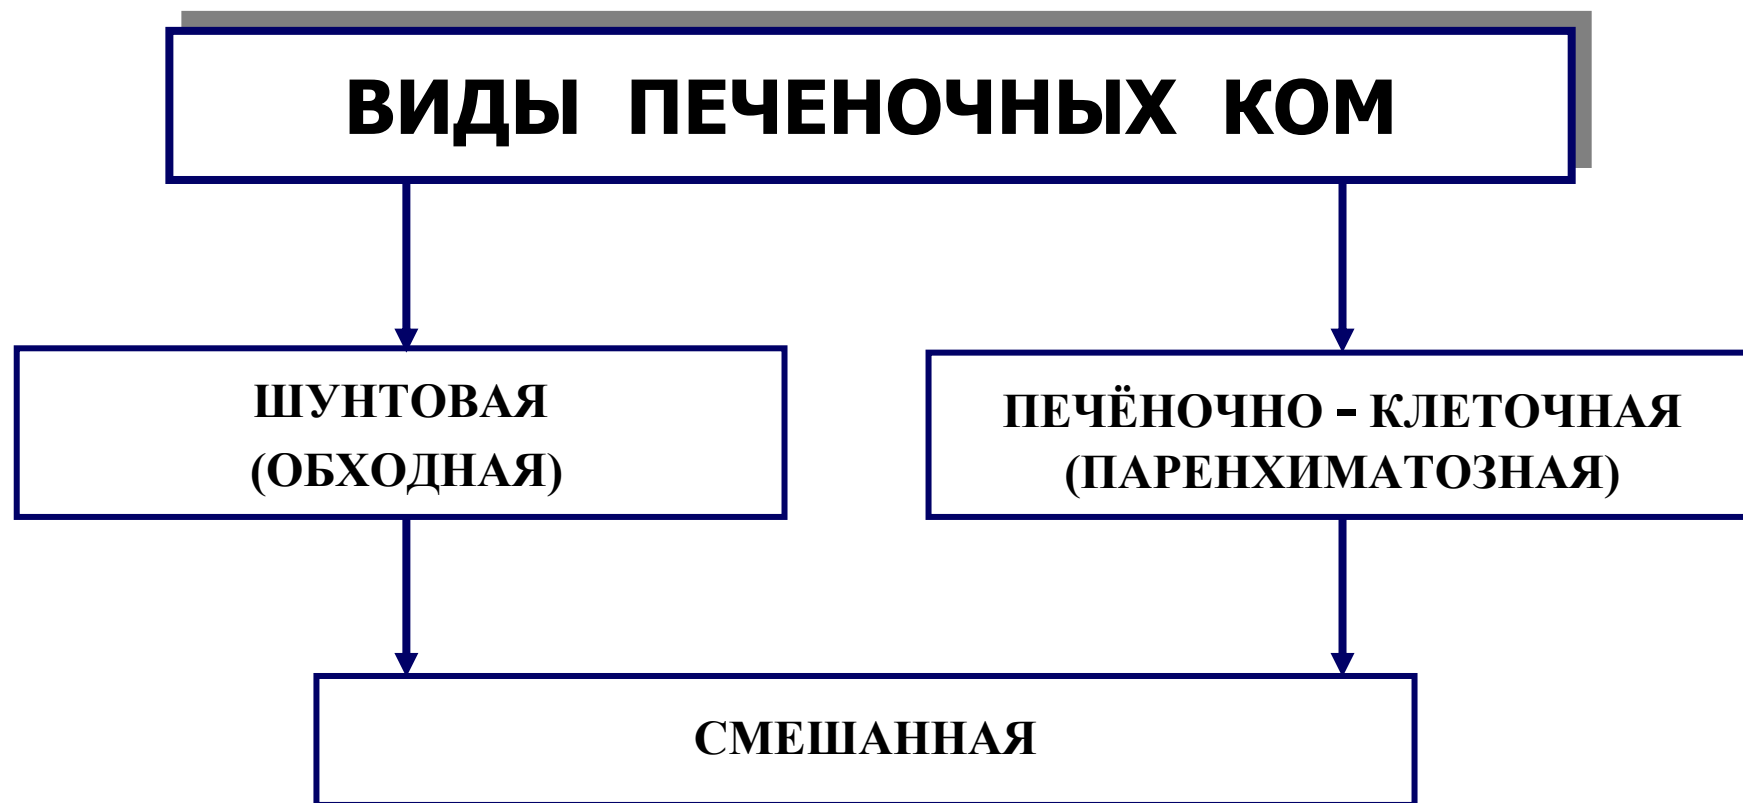 ВИДЫ ПЕЧЕНОЧНЫХ КОМ
ШУНТОВАЯ
(ОБХОДНАЯ)
ПЕЧЁНОЧНО - КЛЕТОЧНАЯ
(ПАРЕНХИМАТОЗНАЯ)
СМЕШАННАЯ